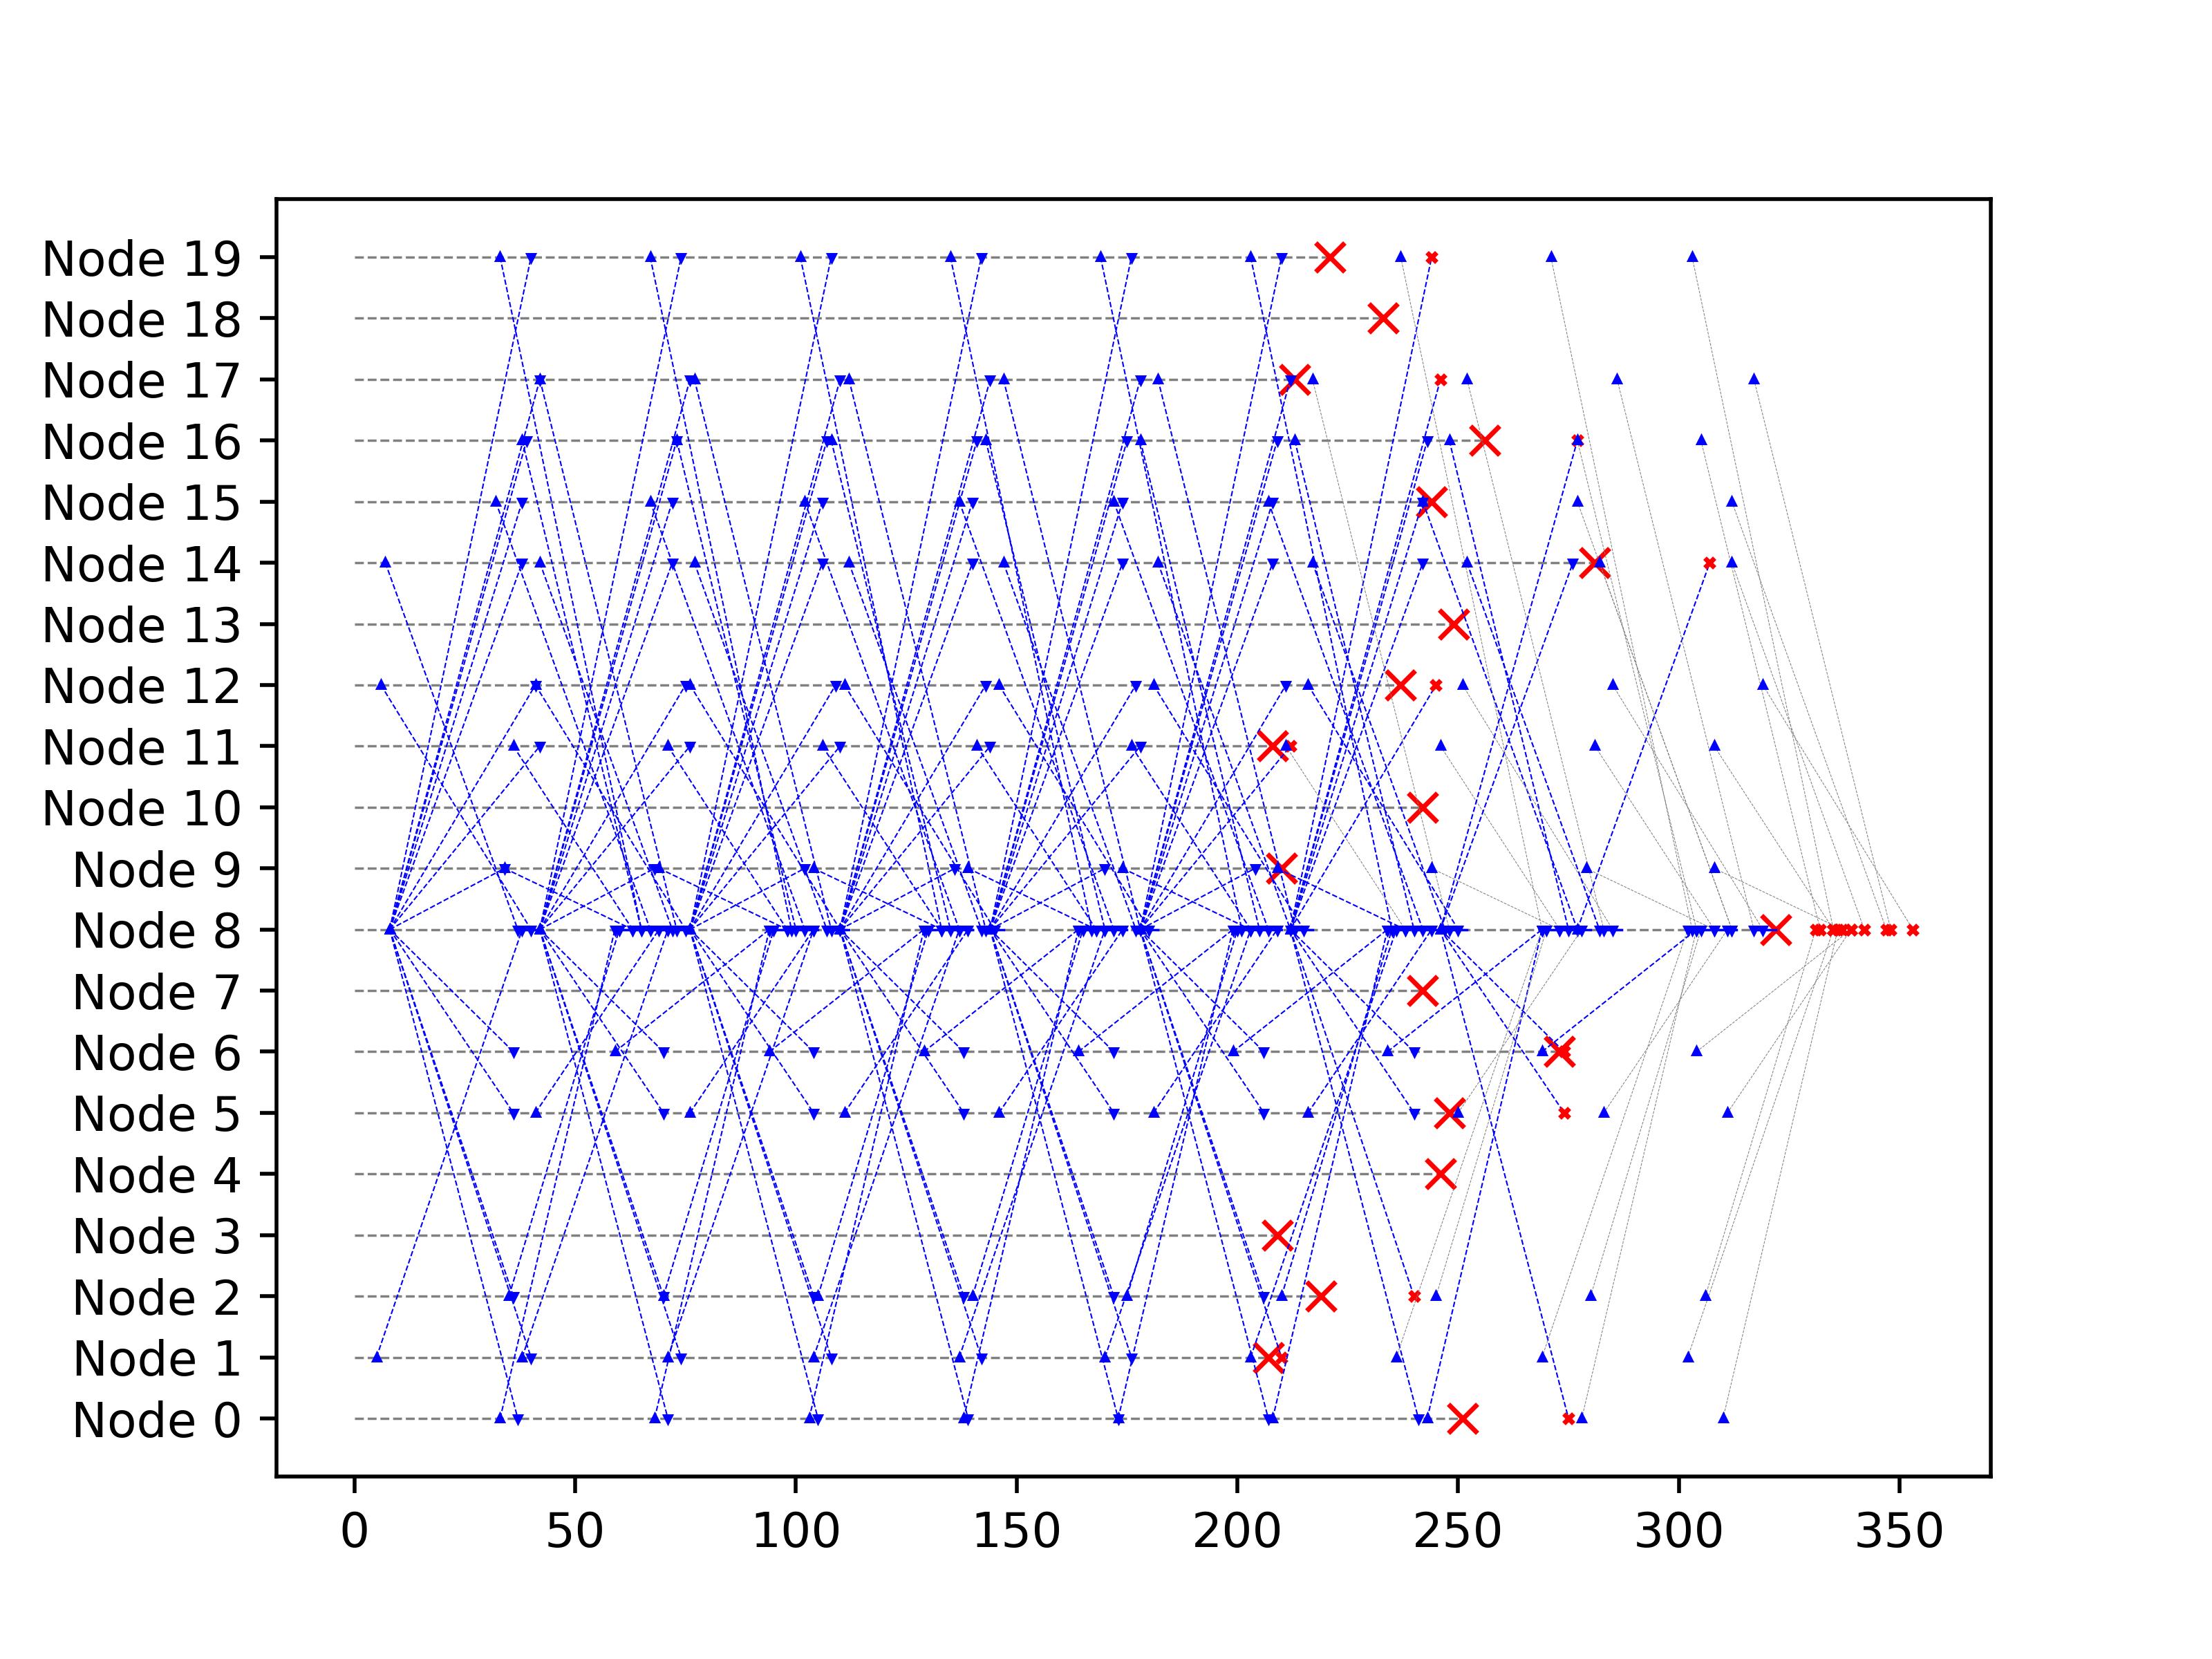 Node 19
Node 18
Node 17
Node 16
Node 15
Node 14
Node 13
Node 12
Node 11
Node 10
Node 9
Node 8
Node 7
Node 6
Node 5
Node 4
Node 3
Node 2
Node 1
Node 0
0 50 100 150 200 250 300 350